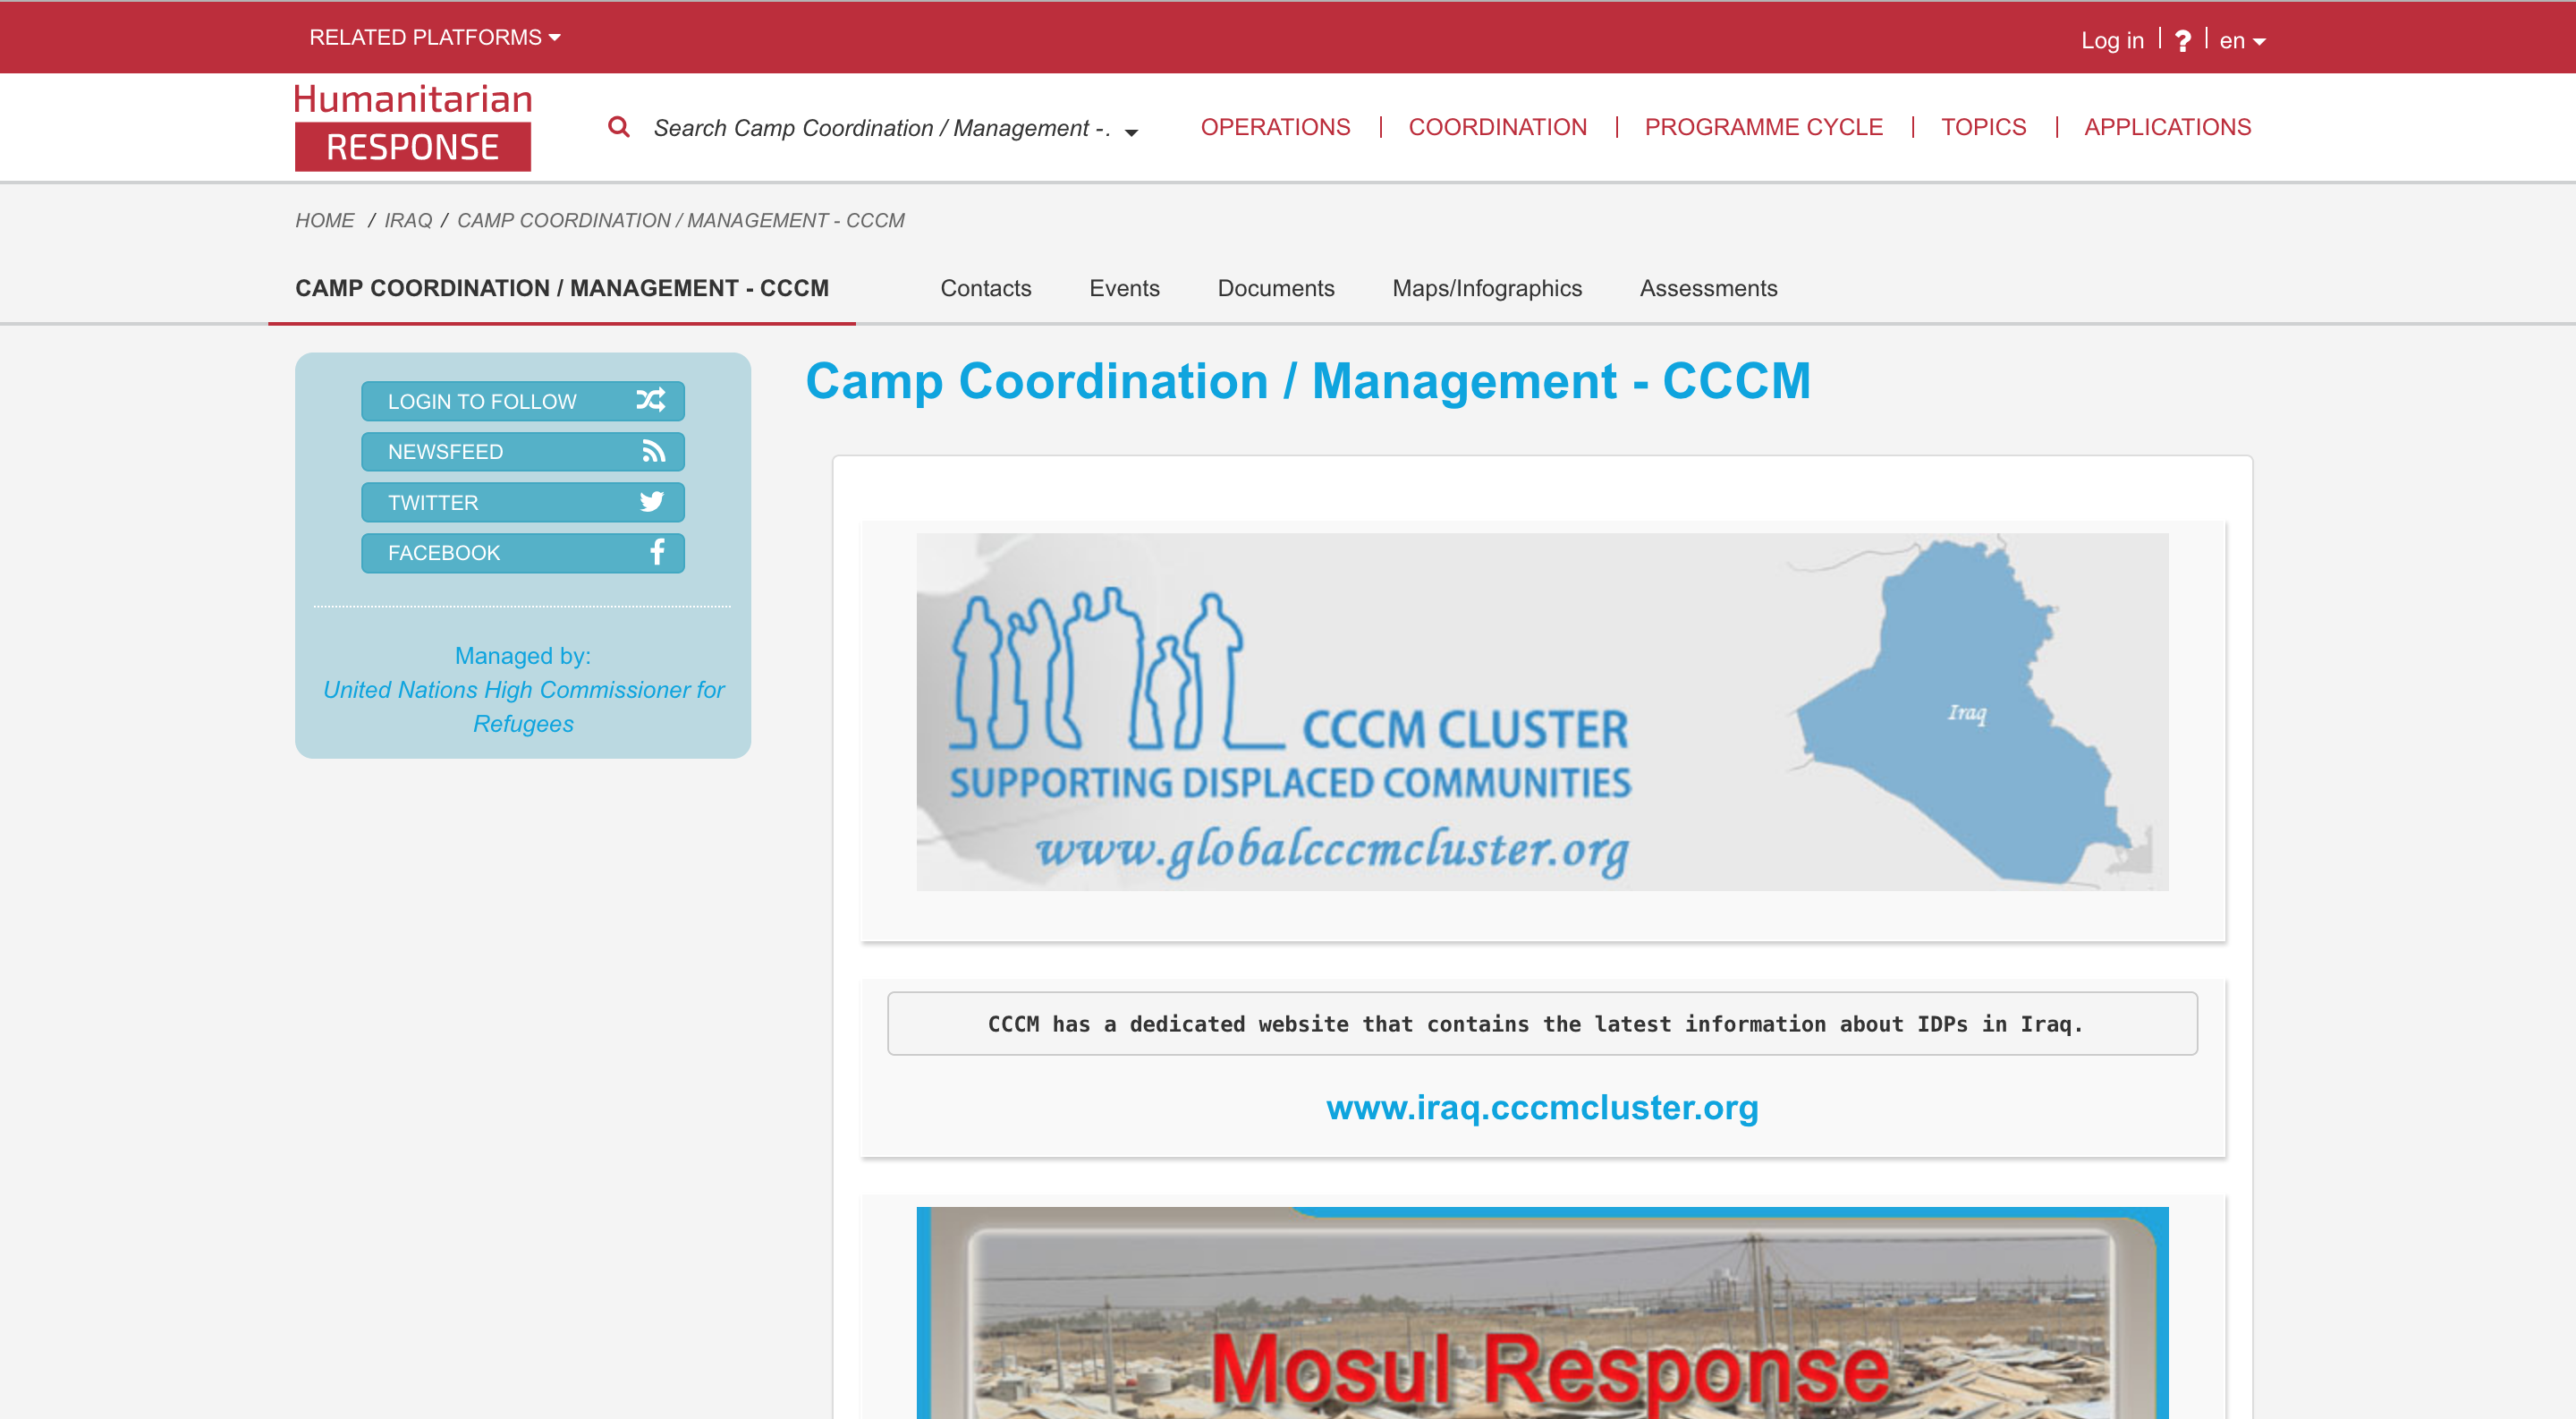 RELATED PLATFORMS
Log in
?
en
Humanitarian
RESPONSE
Search Camp Coordination / Management -.
OPERATIONS
COORDINATION
PROGRAMME CYCLE
TOPICS
APPLICATIONS
HOME / IRAQ / CAMP COORDINATION / MANAGEMENT - CCCM
CAMP COORDINATION / MANAGEMENT - CCCM
Contacts
Events
Documents
Maps/Infographics
Assessments
LOGIN TO FOLLOW
NEWSFEED
TWITTER
FACEBOOK
Managed by:
United Nations High Commissioner for
Refugees
Camp Coordination / Management - CCCM
CCCM CLUSTER
SUPPORTING DISPLACED COMMUNITIES
www.globalcccmcluster.org
Iraq
CCCM has a dedicated website that contains the latest information about IDPs in Iraq.
www.iraq.cccmcluster.org
Mosul Response